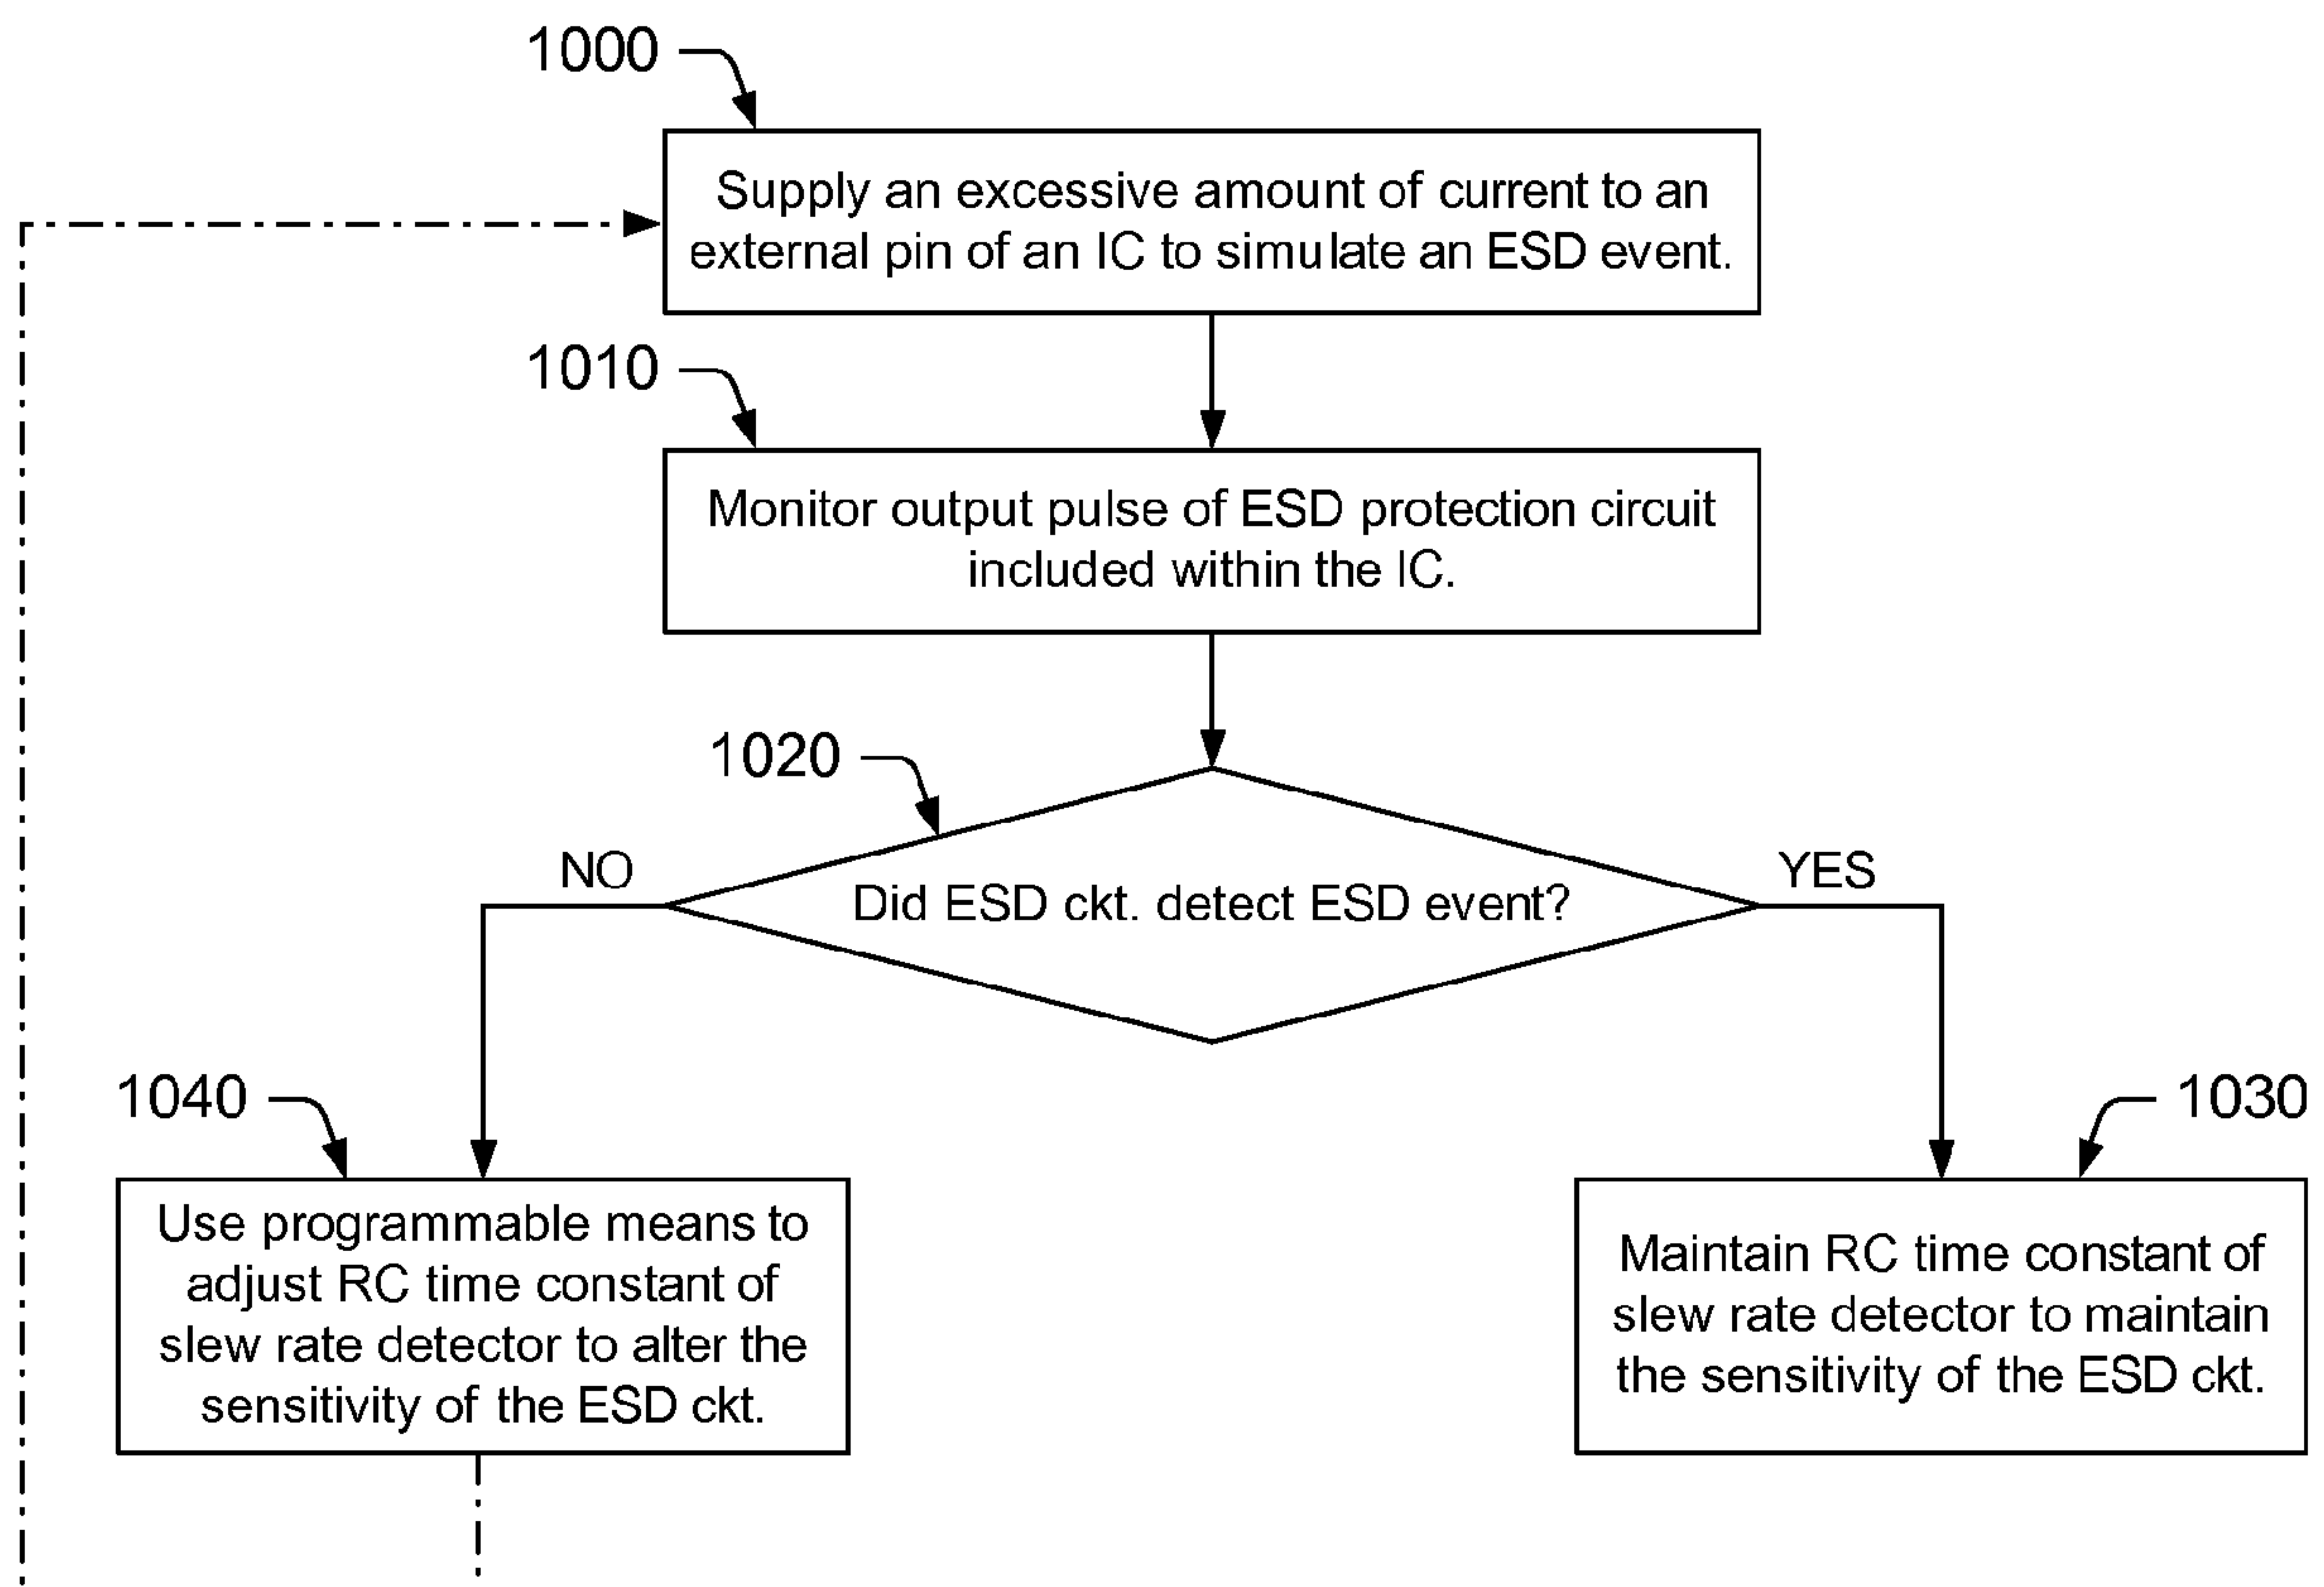 1000
Supply an excessive amount of current to an
external pin of an IC to simulate an ESD event.
1010
Monitor output pulse of ESD protection circuit
included within the IC.
1020
NO
Did ESD ckt. detect ESD event?
YES
1040
1030
Use programmable means to
adjust RC time constant of
slew rate detector to alter the
sensitivity of the ESD ckt.
Maintain RC time constant of
slew rate detector to maintain
the sensitivity of the ESD ckt.